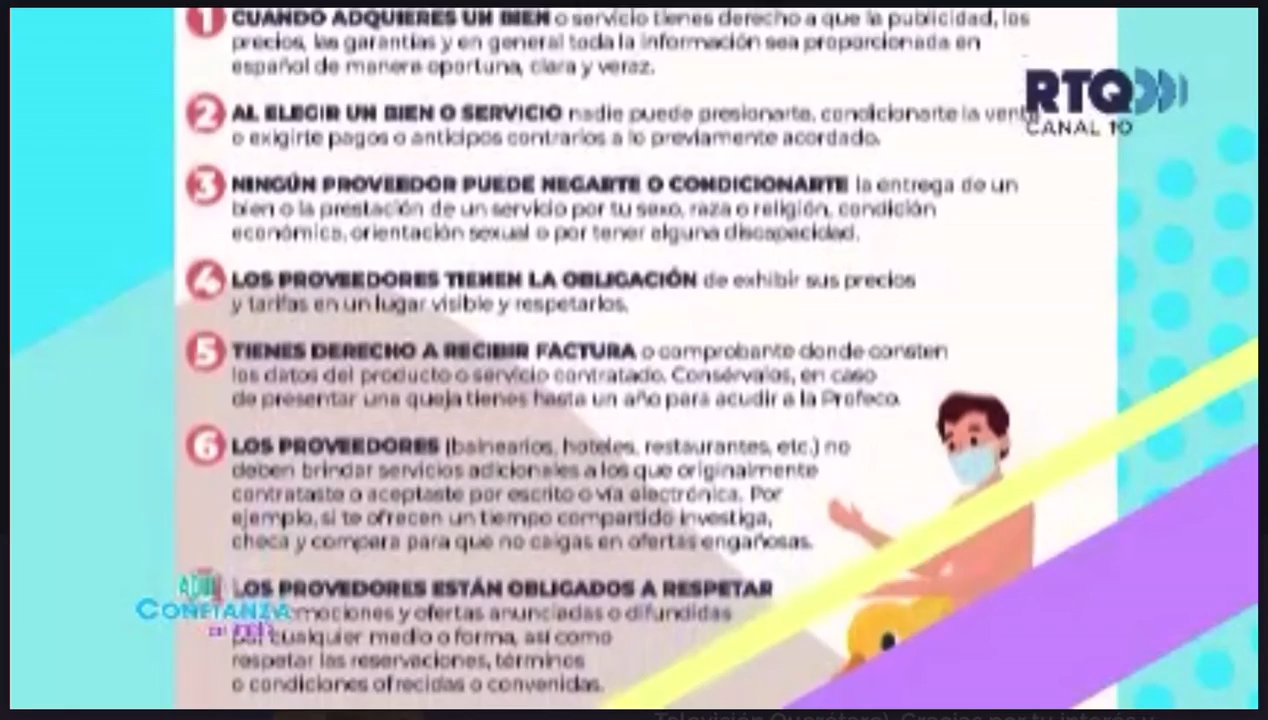 1 CUANDO ADQUIERES UN BIEN o servicio tienes derecho a que la publicidad, los
precios, las garantías y en general toda la información sea proporcionada en
español de manera oportuna, clara y veraz.
RTQ
CANAL 10
2 AL ELEGIR UN BIEN O SERVICIO nadie puede presionarte, condicionarte la venta
o exigirte pagos o anticipos contrarios a lo previamente acordado.
3 NINGÚN PROVEEDOR PUEDE NEGARTE O CONDICIONARTE la entrega de un
bien o la prestación de un servicio por tu sexo, raza o religión, condición
económica, orientación sexual o por tener alguna discapacidad.
4 LOS PROVEEDORES TIENEN LA OBLIGACIÓN de exhibir sus precios
y tarifas en un lugar visible y respetarlos.
5 TIENES DERECHO A RECIBIR FACTURA o comprobante donde consten
los datos del producto o servicio contratado. Consérvalos, en caso
de presentar una queja tienes hasta un año para acudir a la Profeco.
6 LOS PROVEEDORES (balnearios, hoteles, restaurantes, etc.) no
deben brindar servicios adicionales a los que originalmente
contrataste o aceptaste por escrito o vía electrónica. Por
ejemplo, si te ofrecen un tiempo compartido investiga,
checa y compara para que no caigas en ofertas engañosas.
LOS PROVEDORES ESTÁN OBLIGADOS A RESPETAR
mociones y ofertas anunciadas o difundidas
por cualquier medio o forma, así como
respetar las reservaciones, términos
o condiciones ofrecidas o convenidas.
CONFIANZA